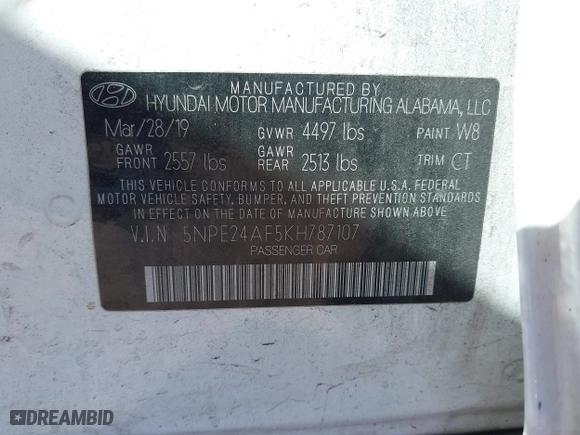 MANUFACTURED BY
HYUNDAI MOTOR MANUFACTURING ALABAMA, LLC
Mar/28/19 GVWR 4497 lbs PAINT W8
GAWR FRONT 2557 lbs GAWR REAR 2513 lbs TRIM CT
THIS VEHICLE CONFORMS TO ALL APPLICABLE U.S.A. FEDERAL
MOTOR VEHICLE SAFETY, BUMPER, AND THEFT PREVENTION
STANDARDS IN EFFECT ON THE DATE OF MANUFACTURE SHOWN ABOVE.
V.I.N 5NPE24AF5KH787107
PASSENGER CAR
DREAMBID